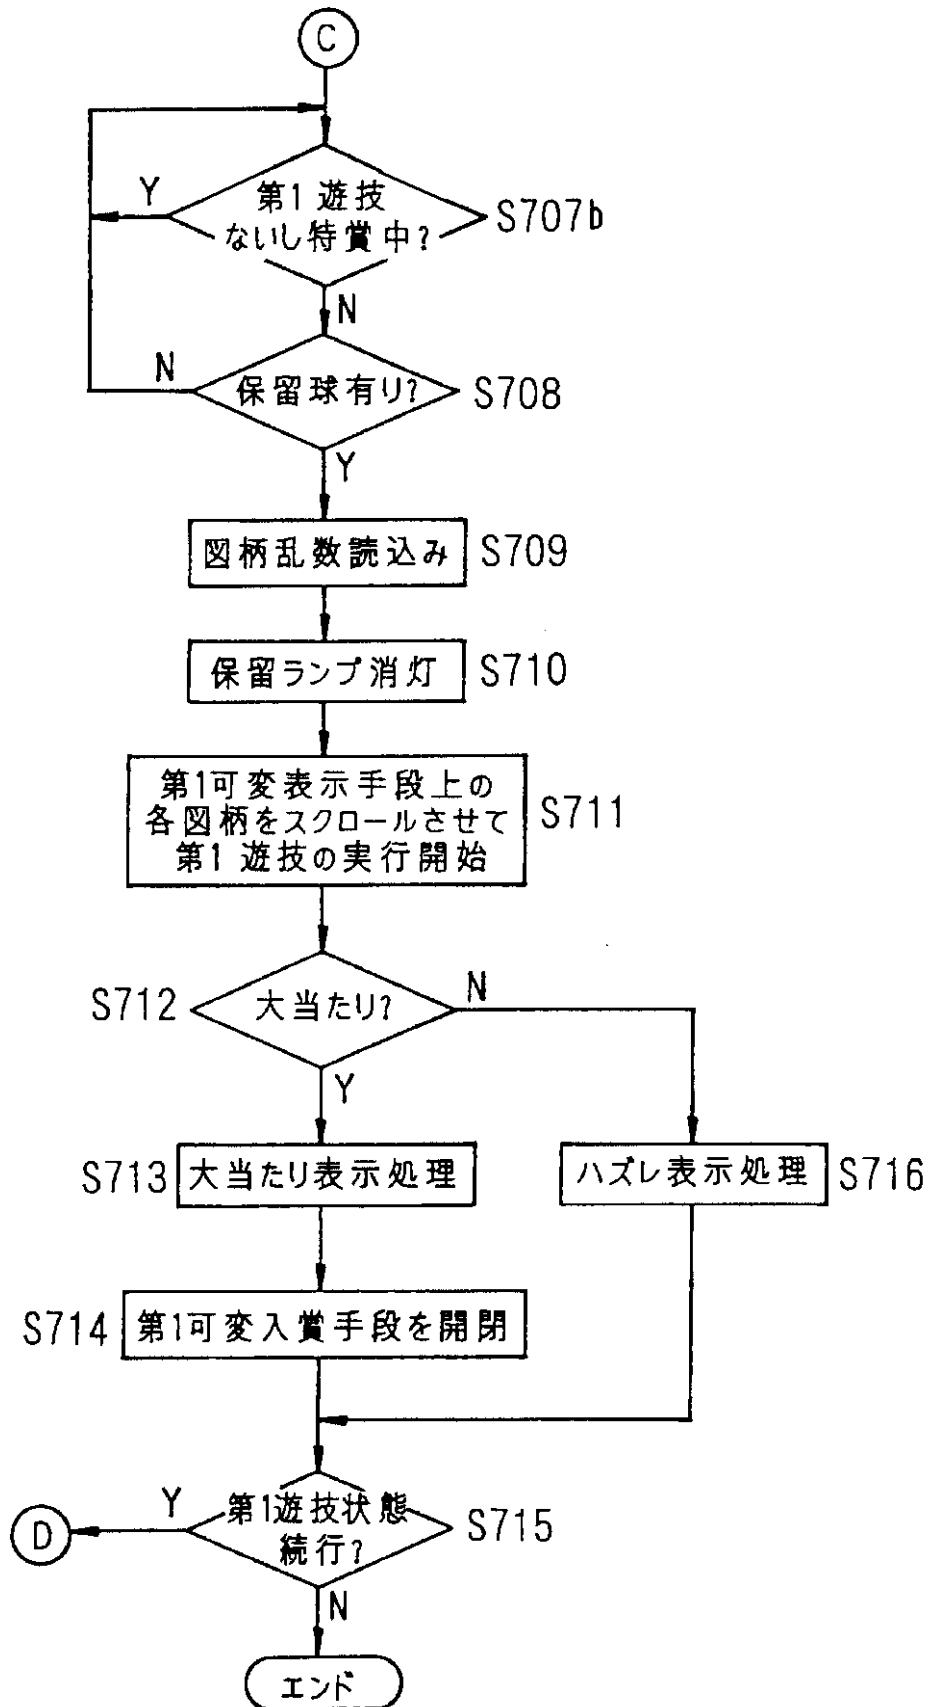 C
第1遊技
ないし特賞中?
Y
S707b
N
保留球有り?
N
S708
Y
図柄乱数読込み
S709
保留ランプ消灯
S710
第1可変表示手段上の
各図柄をスクロールさせて
第1遊技の実行開始
S711
S712
大当たり?
N
Y
S713
大当たり表示処理
ハズレ表示処理
S716
S714
第1可変入賞手段を開閉
第1遊技状態
続行?
Y
D
S715
N
エンド